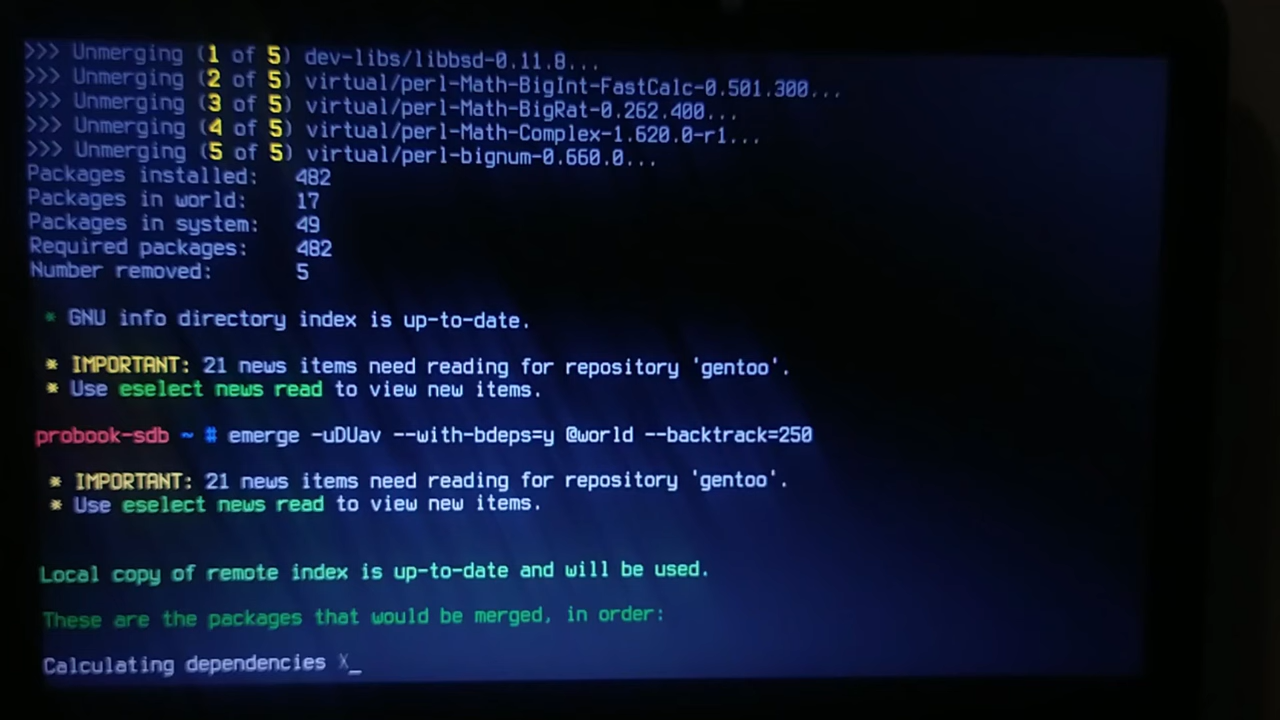 >>> Unmerging (1 of 5) dev-libs/libbsd-0.11.8...
>>> Unmerging (2 of 5) virtual/perl-Math-BigInt-FastCalc-0.501.300...
>>> Unmerging (3 of 5) virtual/perl-Math-BigRat-0.262.400...
>>> Unmerging (4 of 5) virtual/perl-Math-Complex-1.620.0-r1...
>>> Unmerging (5 of 5) virtual/perl-bignum-0.660.0...
Packages installed: 482
Packages in world: 17
Packages in system: 49
Required packages: 482
Number removed: 5
* GNU info directory index is up-to-date.
* IMPORTANT: 21 news items need reading for repository 'gentoo'.
* Use eselect news read to view new items.
probook-sdb ~ # emerge -uDUav --with-bdeps=y @world --backtrack=250
* IMPORTANT: 21 news items need reading for repository 'gentoo'.
* Use eselect news read to view new items.
Local copy of remote index is up-to-date and will be used.
These are the packages that would be merged, in order:
Calculating dependencies